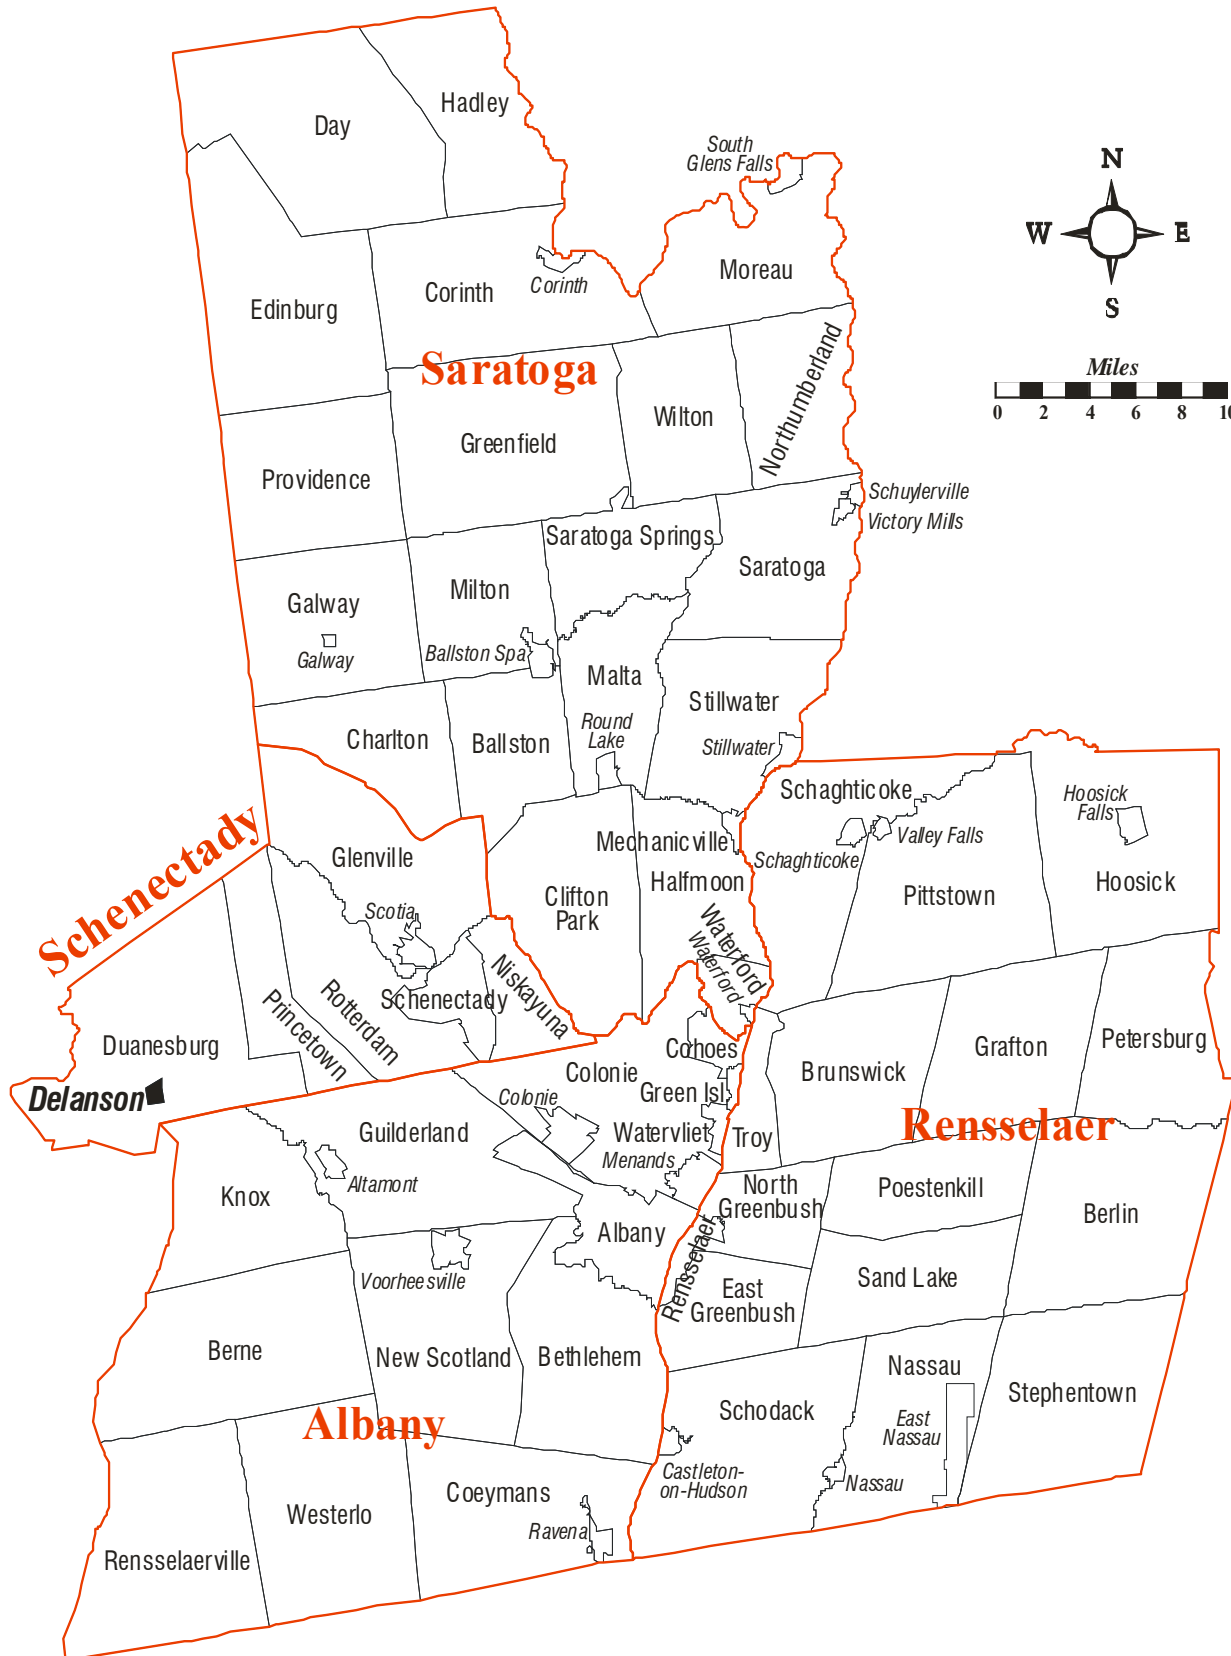 Hadley
Day
South
Glens Falls
N
W
E
S
Moreau
Corinth
Corinth
Edinburg
Northumberland
Saratoga
Miles
0 2 4 6 8 10
Wilton
Greenfield
Providence
Schuylerville
Victory Mills
Saratoga Springs
Saratoga
Milton
Galway
Galway
Ballston Spa
Malta
Stillwater
Round
Lake
Charlton
Ballston
Stillwater
Schaghticoke
Hoosick
Falls
Schenectady
Glenville
Mechanicville
Schaghticoke
Valley Falls
Halfmoon
Hoosick
Clifton
Park
Pittstown
Scotia
Waterford
Waterford
Niskayuna
Schenectady
Rotterdam
Princetown
Duanesburg
Delanson
Cohoes
Colonie
Green Isl.
Colonie
Brunswick
Grafton
Petersburg
Rensselaer
Guilderland
Watervliet
Menands
Troy
Altamont
Knox
North
Greenbush
Poestenkill
Berlin
Albany
Rensselaer
Voorheesville
Sand Lake
East
Greenbush
Berne
New Scotland
Bethlehem
Nassau
Stephentown
Albany
Schodack
East
Nassau
Castleton-
on-Hudson
Nassau
Coeymans
Westerlo
Ravena
Rensselaerville